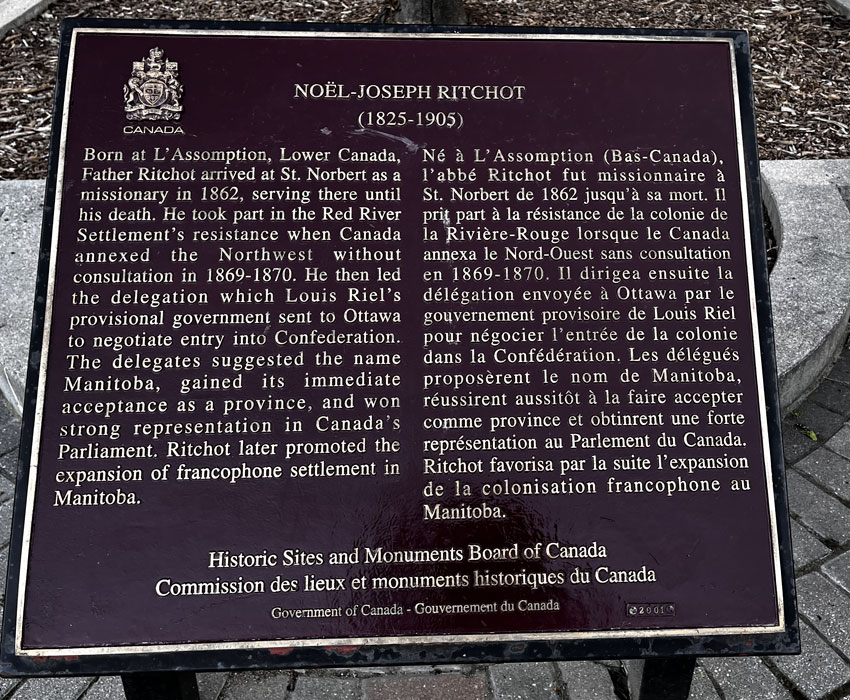 CANADA
NOËL-JOSEPH RITCHOT
(1825-1905)
Born at L'Assomption, Lower Canada,
Father Ritchot arrived at St. Norbert as a
missionary in 1862, serving there until
his death. He took part in the Red River
Settlement's resistance when Canada
annexed the Northwest without
consultation in 1869-1870. He then led
the delegation which Louis Riel's
provisional government sent to Ottawa
to negotiate entry into Confederation.
The delegates suggested the name
Manitoba, gained its immediate
acceptance as a province, and won
strong representation in Canada's
Parliament. Ritchot later promoted the
expansion of francophone settlement in
Manitoba.
Né à L'Assomption (Bas-Canada),
l'abbé Ritchot fut missionnaire à
St. Norbert de 1862 jusqu'à sa mort. Il
prit part à la résistance de la colonie de
la Rivière-Rouge lorsque le Canada
annexa le Nord-Ouest sans consultation
en 1869-1870. Il dirigea ensuite la
délégation envoyée à Ottawa par le
gouvernement provisoire de Louis Riel
pour négocier l'entrée de la colonie
dans la Confédération. Les délégués
proposèrent le nom de Manitoba,
réussirent aussitôt à la faire accepter
comme province et obtinrent une forte
représentation au Parlement du Canada.
Ritchot favorisa par la suite l'expansion
de la colonisation francophone au
Manitoba.
Historic Sites and Monuments Board of Canada
Commission des lieux et monuments historiques du Canada
Government of Canada - Gouvernement du Canada
©2001